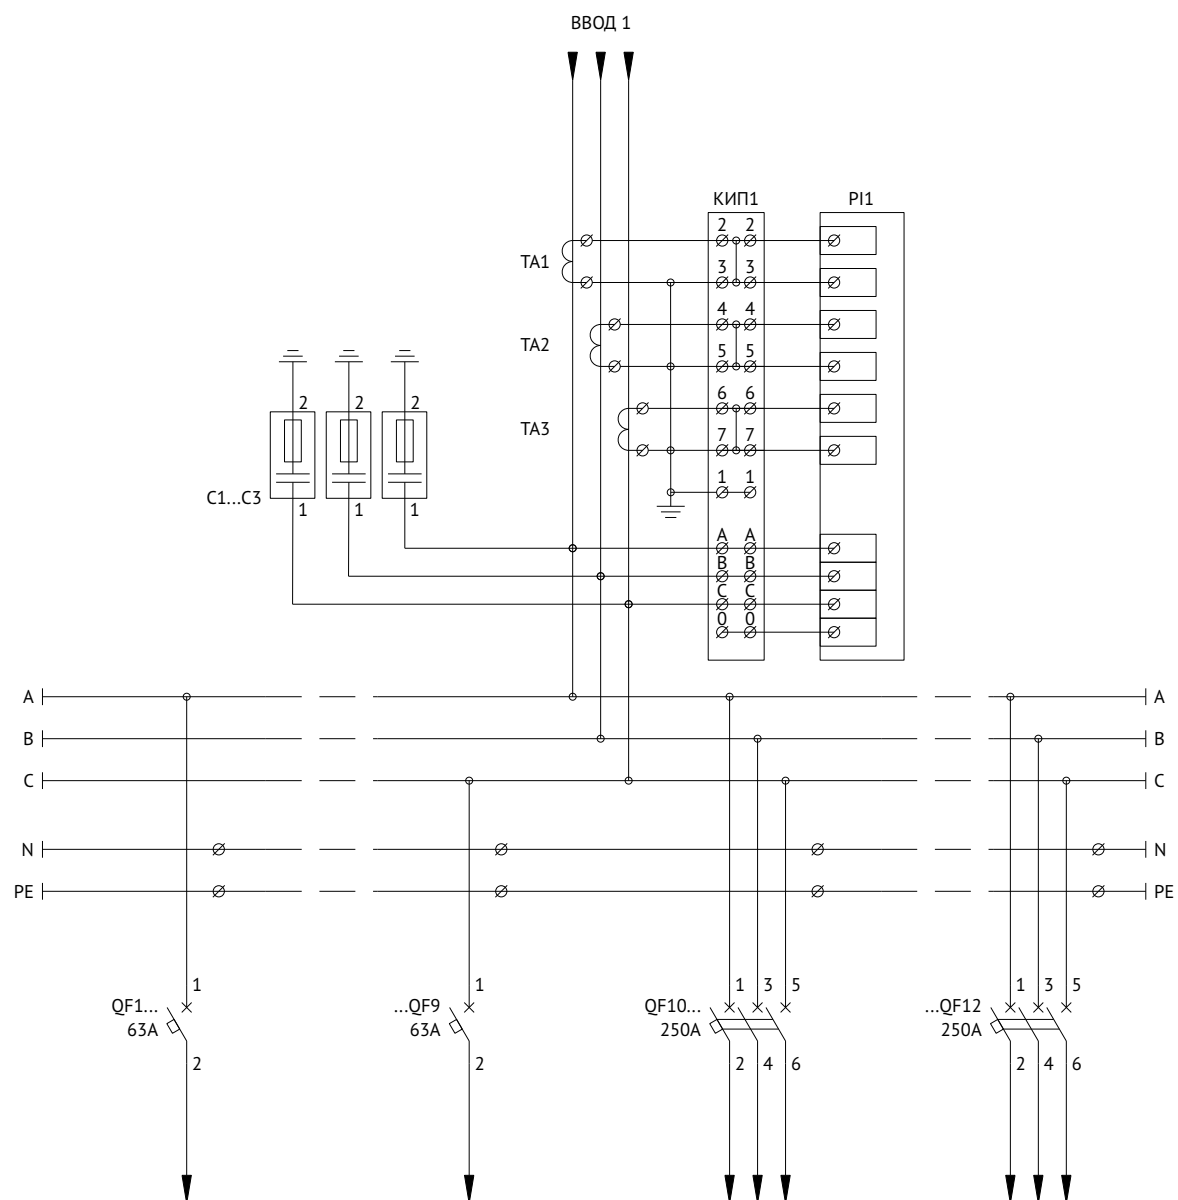 ВВОД 1
КИП1 PI1
2 2
TA1
3 3
4 4
TA2
5 5
2 2 2
6 6
TA3
7 7
1 1
C1...C3
1 1 1
A A
B B
C C
0 0
A A
B B
C C
N N
PE PE
1 1 1 3 5 1 3 5
QF1... ...QF9 QF10... ...QF12
63A 63A 250A 250A
2 2 2 4 6 2 4 6